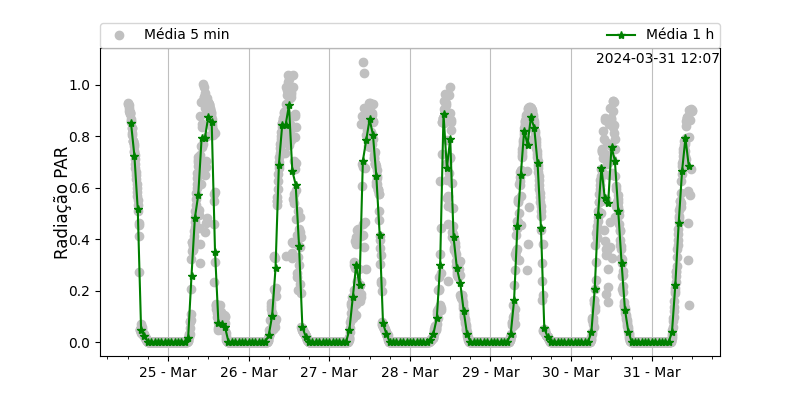 Média 5 min
Média 1 h
2024-03-31 12:07
Radiação PAR
1.0
0.8
0.6
0.4
0.2
0.0
25 - Mar
26 - Mar
27 - Mar
28 - Mar
29 - Mar
30 - Mar
31 - Mar